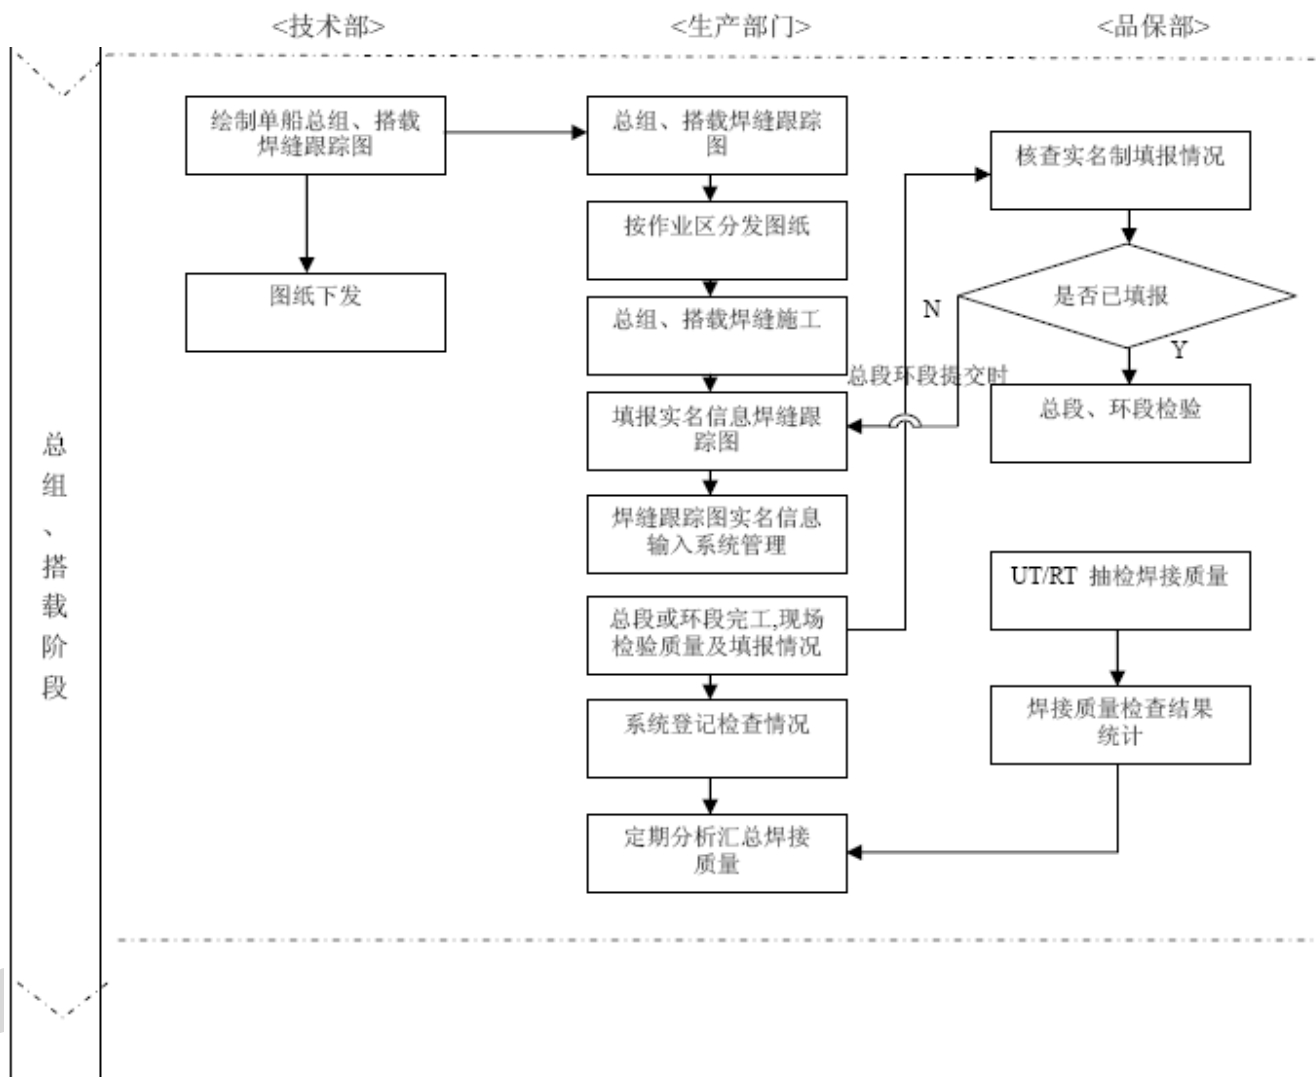 <技术部>
<生产部门>
<品保部>
绘制单船总组、搭载
焊缝跟踪图
图纸下发
总组、搭载焊缝跟踪
图
按作业区分发图纸
总组、搭载焊缝施工
填报实名信息焊缝跟
踪图
焊缝跟踪图实名信息
输入系统管理
总段或环段完工,现场
检验质量及填报情况
系统登记检查情况
定期分析汇总焊接
质量
核查实名制填报情况
是否已填报
N
Y
总段环段提交时
总段、环段检验
UT/RT 抽检焊接质量
焊接质量检查结果
统计
总
组
、
搭
载
阶
段